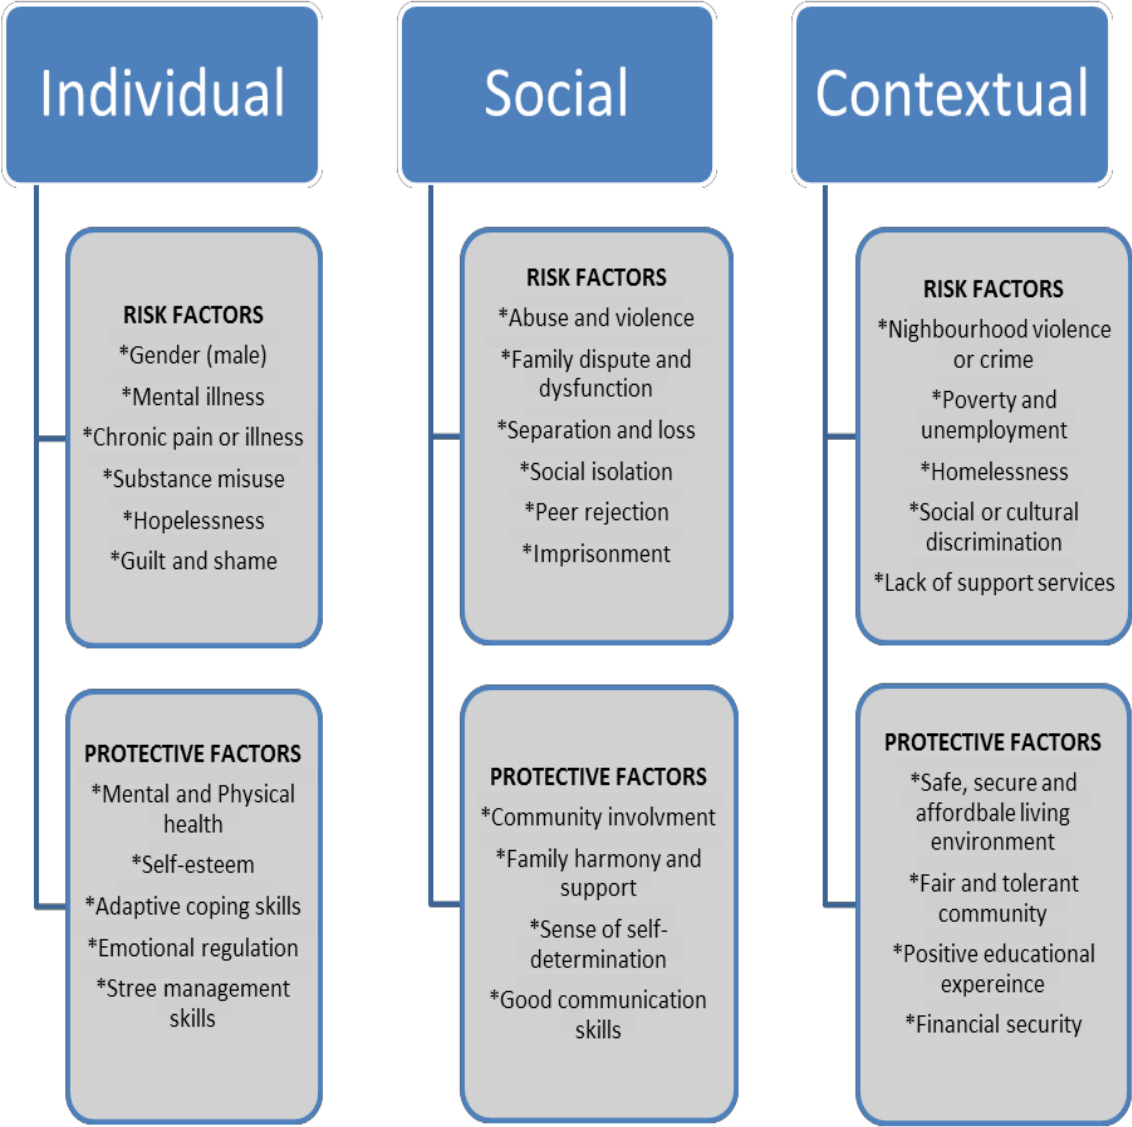 Individual
RISK FACTORS
*Gender (male)
*Mental illness
*Chronic pain or illness
*Substance misuse
*Hopelessness
*Guilt and shame
PROTECTIVE FACTORS
*Mental and Physical
health
*Self-esteem
*Adaptive coping skills
*Emotional regulation
*Stree management
skills
Social
RISK FACTORS
*Abuse and violence
*Family dispute and
dysfunction
*Separation and loss
*Social isolation
*Peer rejection
*Imprisonment
PROTECTIVE FACTORS
*Community involvment
*Family harmony and
support
*Sense of self-
determination
*Good communication
skills
Contextual
RISK FACTORS
*Nighbourhood violence
or crime
*Poverty and
unemployment
*Homelessness
*Social or cultural
discrimination
*Lack of support services
PROTECTIVE FACTORS
*Safe, secure and
affordbale living
environment
*Fair and tolerant
community
*Positive educational
expereince
*Financial security